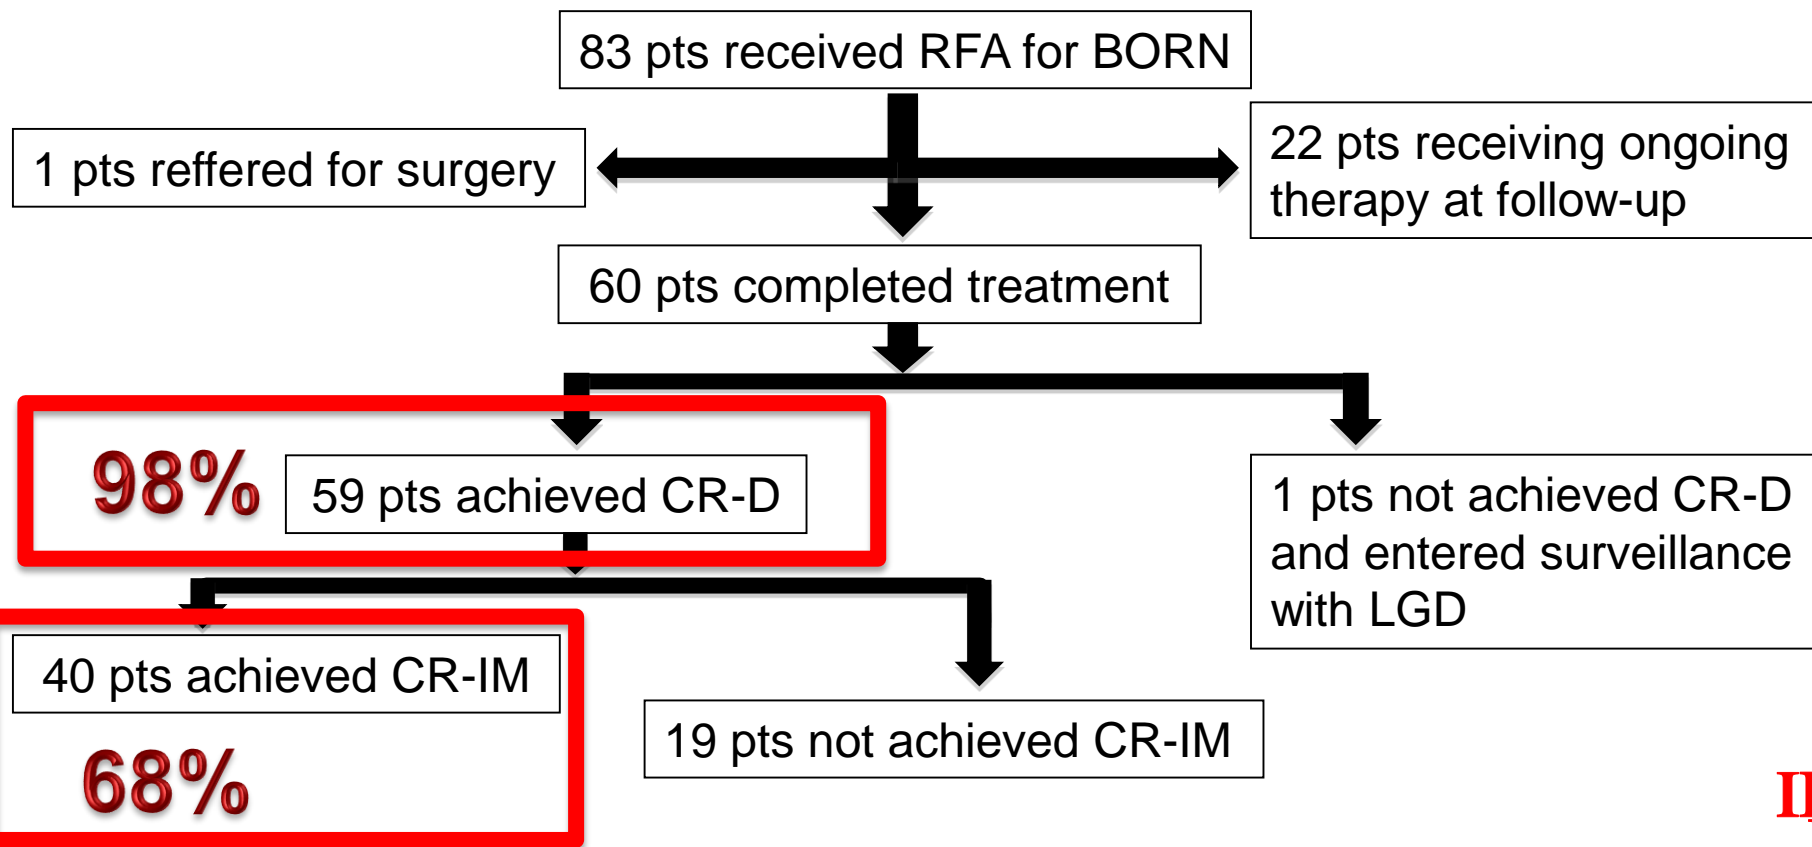 83 pts received RFA for BORN
1 pts reffered for surgery
22 pts receiving ongoing
therapy at follow-up
60 pts completed treatment
98%
59 pts achieved CR-D
1 pts not achieved CR-D
and entered surveillance
with LGD
40 pts achieved CR-IM
68%
19 pts not achieved CR-IM